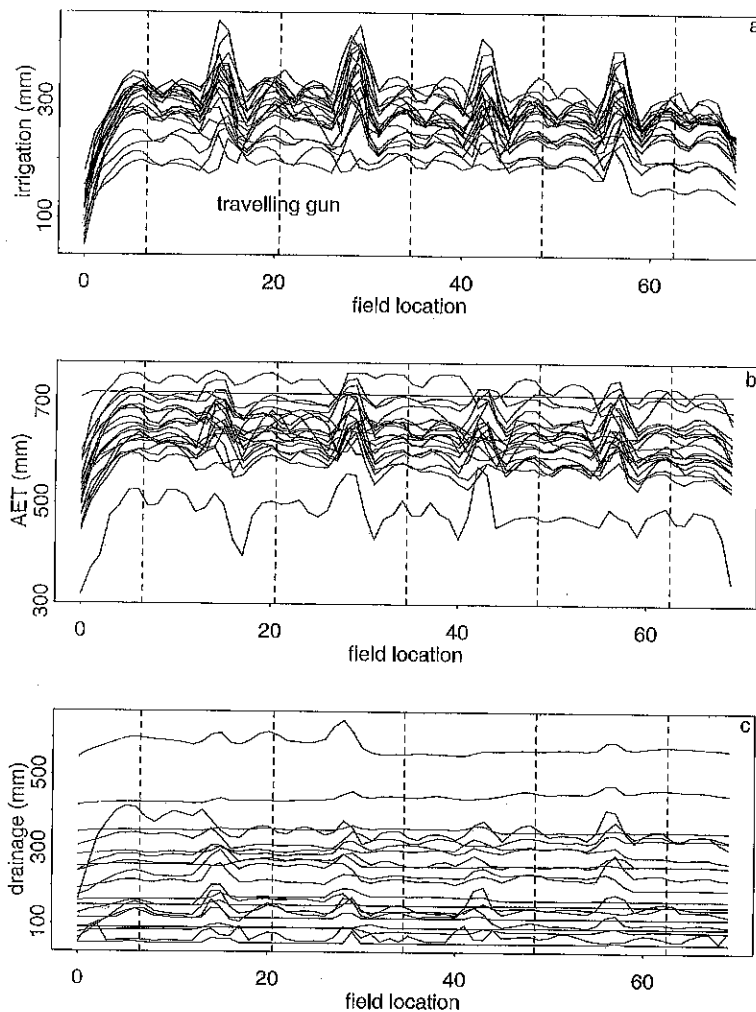 a
300
100
irrigation (mm)
travelling gun
0 20 40 60
field location
b
700
500
300
AET (mm)
0 20 40 60
field location
c
500
300
100
drainage (mm)
0 20 40 60
field location